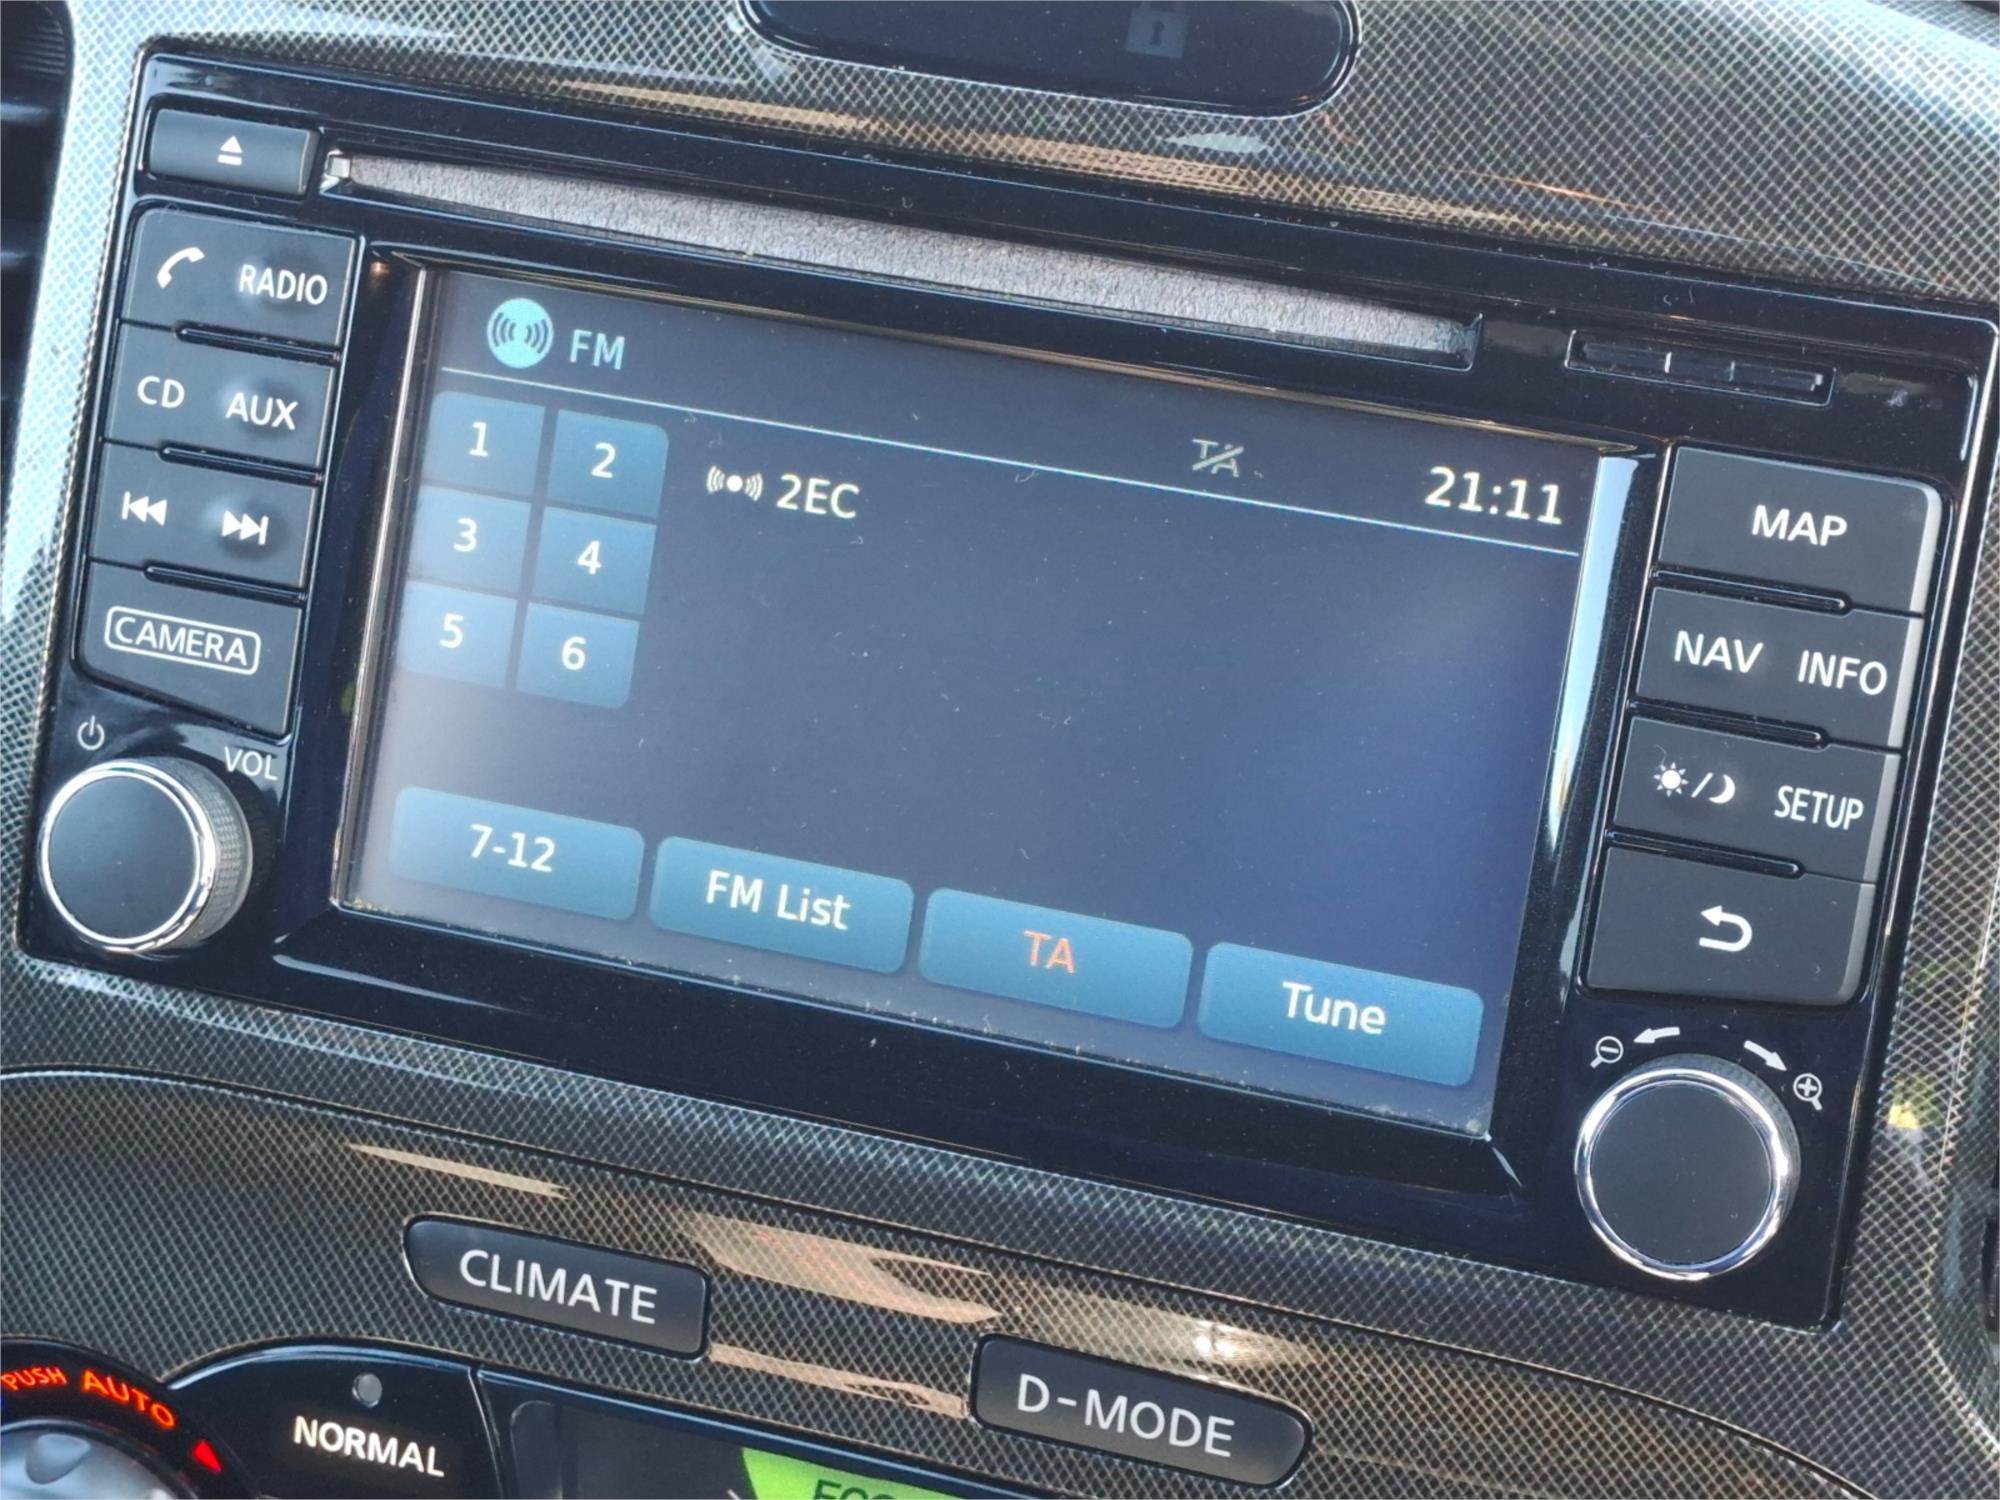 RADIO
CD AUX
CAMERA
VOL
FM
TA
21:11
1 2
2EC
3 4
5 6
7-12 FM List TA Tune
MAP
NAV INFO
SETUP
CLIMATE
D-MODE
PUSH AUTO
NORMAL